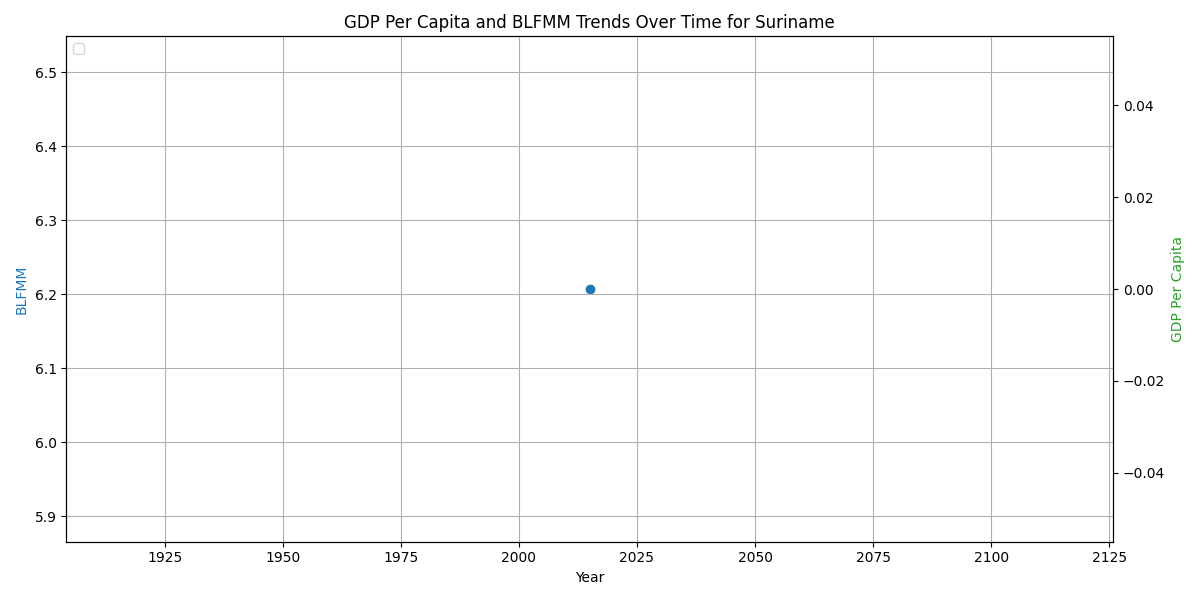 GDP Per Capita and BLFMM Trends Over Time for Suriname
6.5
6.4
6.3
6.2
6.1
6.0
5.9
BLFMM
0.04
0.02
0.00
−0.02
−0.04
GDP Per Capita
1925 1950 1975 2000 2025 2050 2075 2100 2125
Year